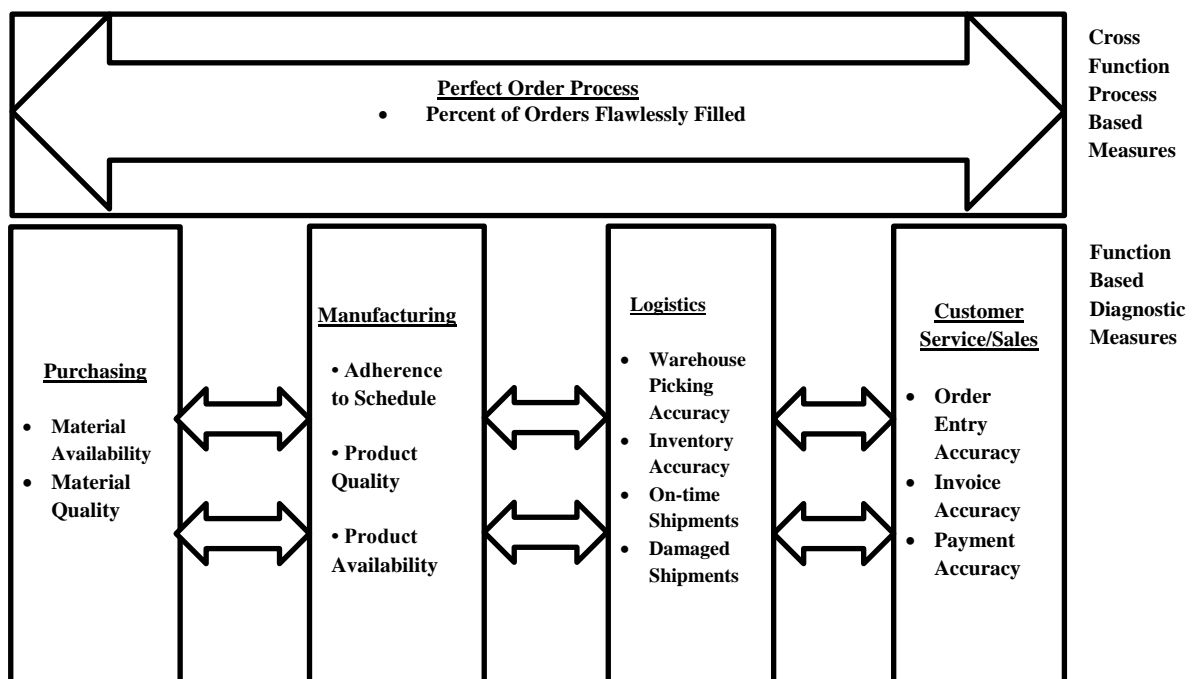 Perfect Order Process
• Percent of Orders Flawlessly Filled
Cross
Function
Process
Based
Measures
Purchasing
• Material
Availability
• Material
Quality
Manufacturing
• Adherence
to Schedule
• Product
Quality
• Product
Availability
Logistics
• Warehouse
Picking
Accuracy
• Inventory
Accuracy
• On-time
Shipments
• Damaged
Shipments
Customer
Service/Sales
• Order
Entry
Accuracy
• Invoice
Accuracy
• Payment
Accuracy
Function
Based
Diagnostic
Measures